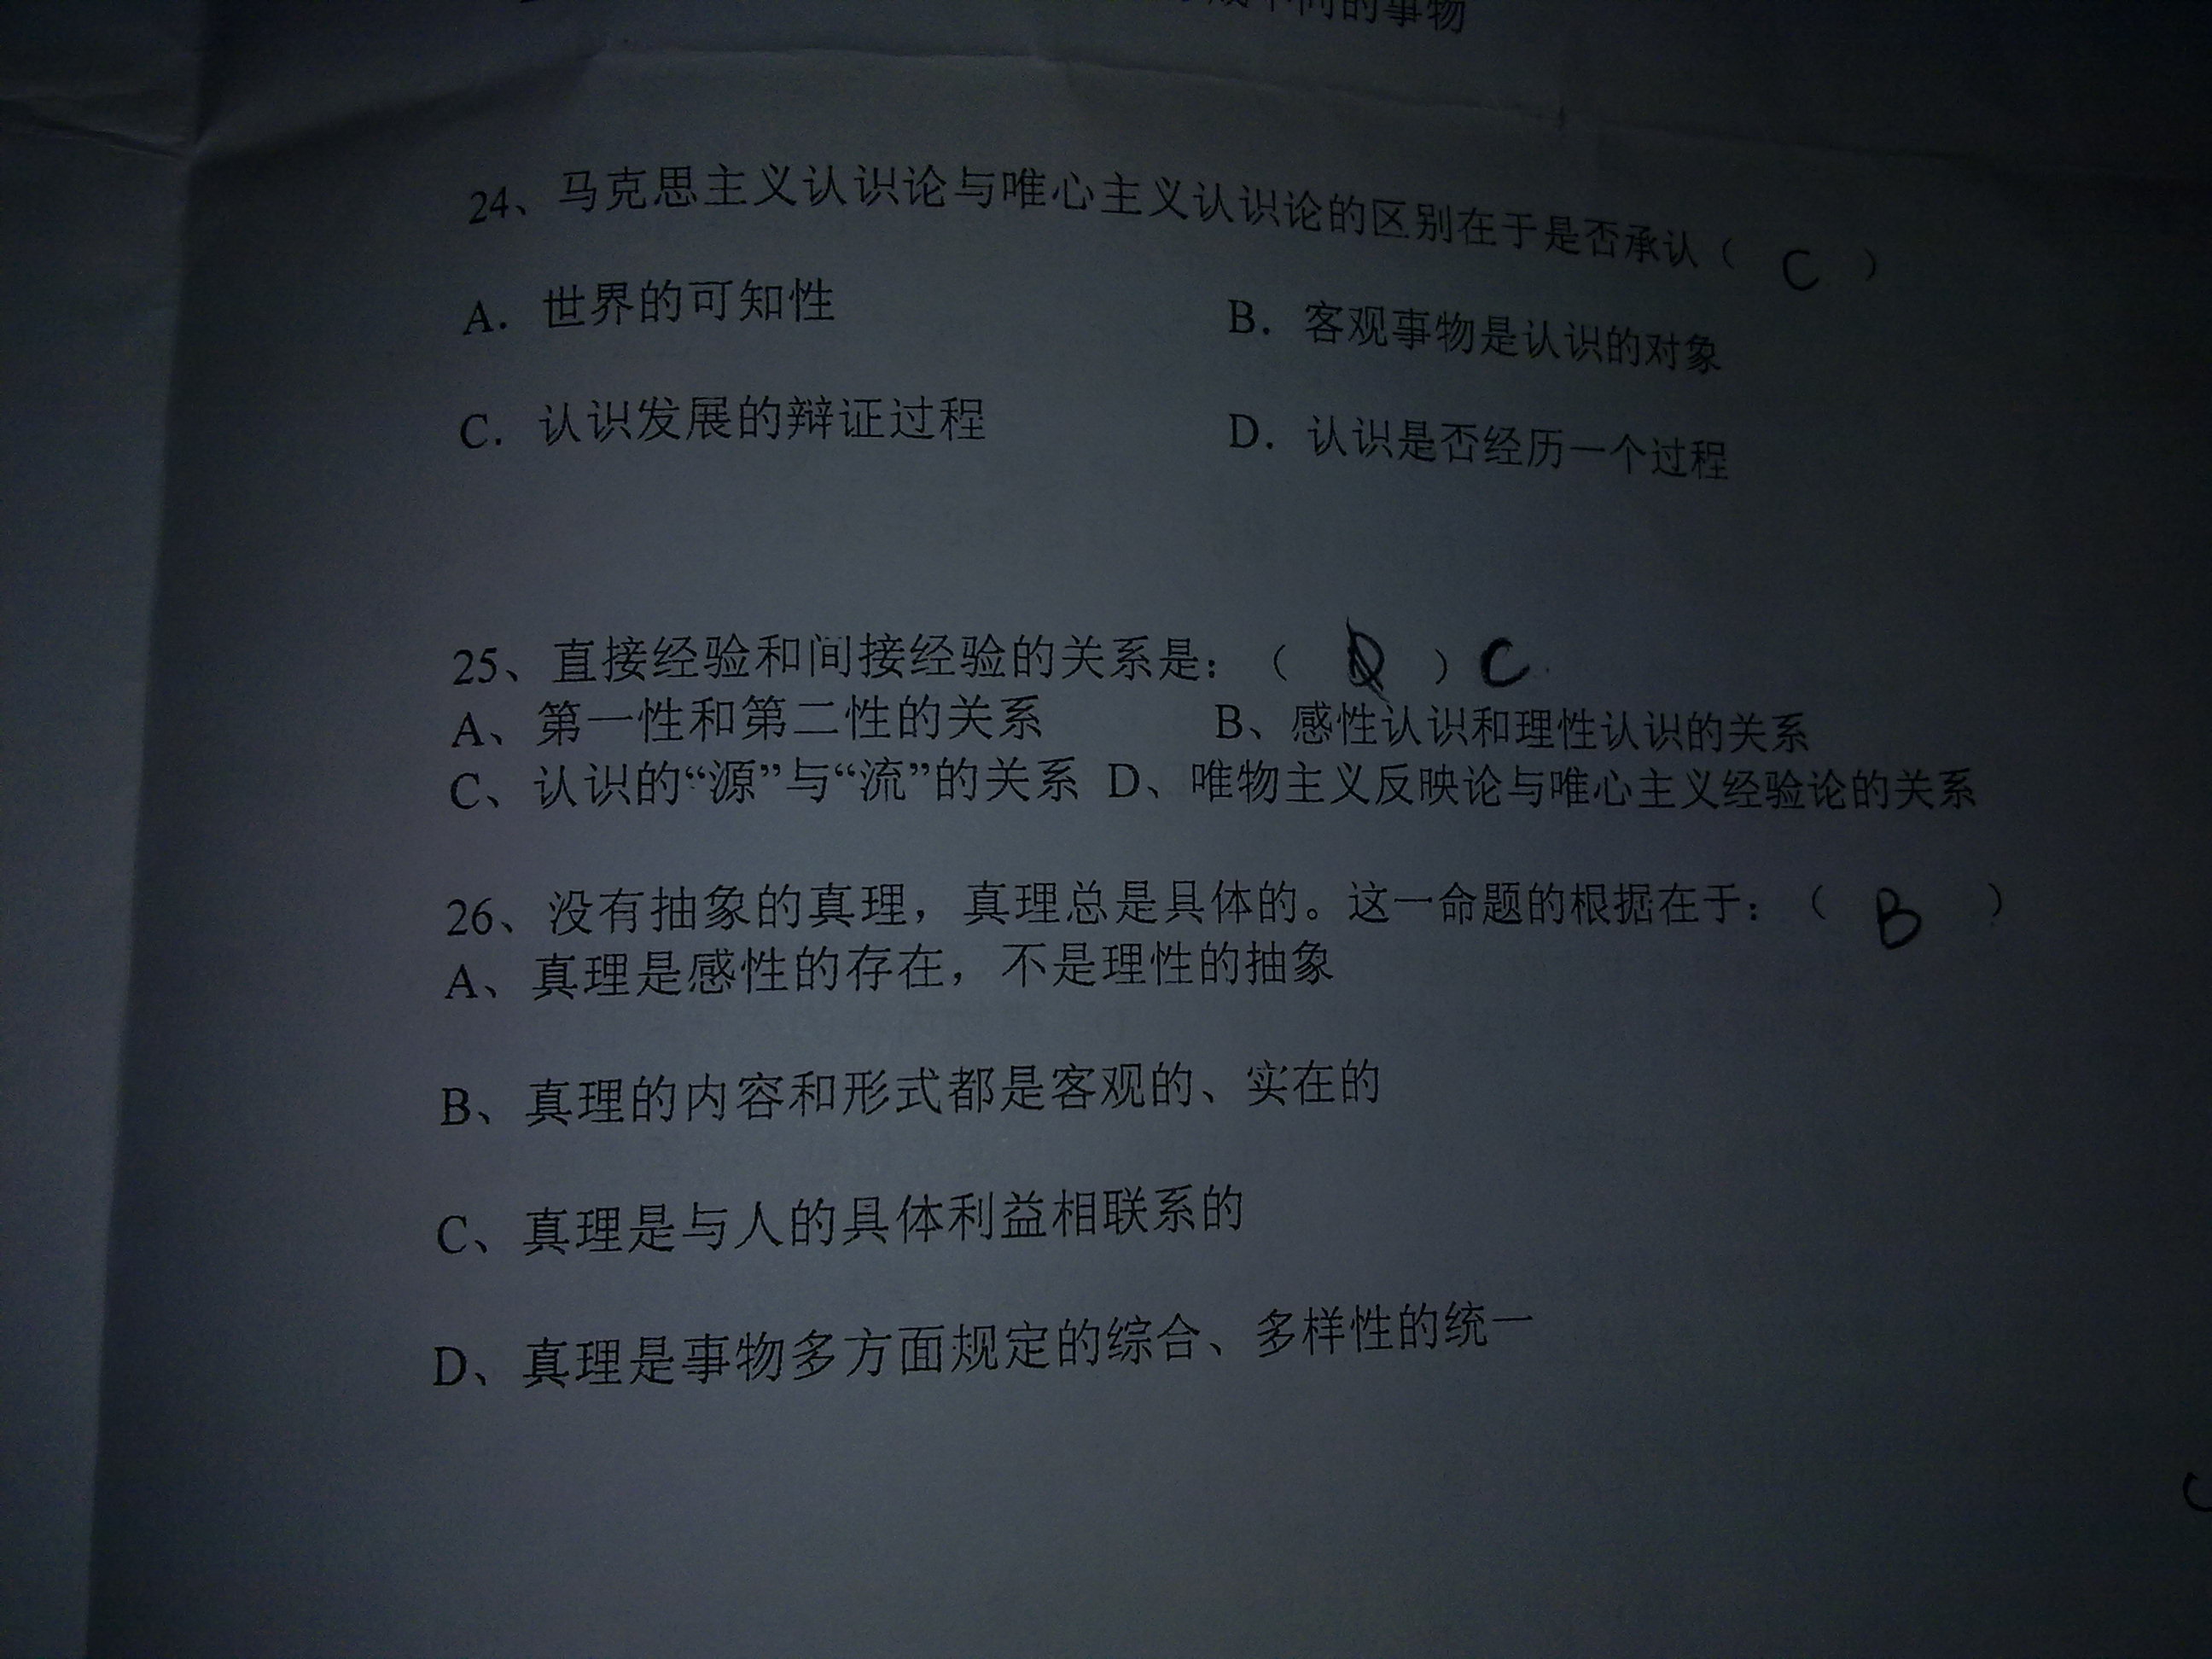 不同的事物
24、马克思主义认识论与唯心主义认识论的区别在于是否承认（ C ）
A. 世界的可知性 B. 客观事物是认识的对象
C. 认识发展的辩证过程 D. 认识是否经历一个过程
25、直接经验和间接经验的关系是：（ ）C
A、第一性和第二性的关系 B、感性认识和理性认识的关系
C、认识的“源”与“流”的关系 D、唯物主义反映论与唯心主义经验论的关系
26、没有抽象的真理，真理总是具体的。这一命题的根据在于：（ B ）
A、真理是感性的存在，不是理性的抽象
B、真理的内容和形式都是客观的、实在的
C、真理是与人的具体利益相联系的
D、真理是事物多方面规定的综合、多样性的统一